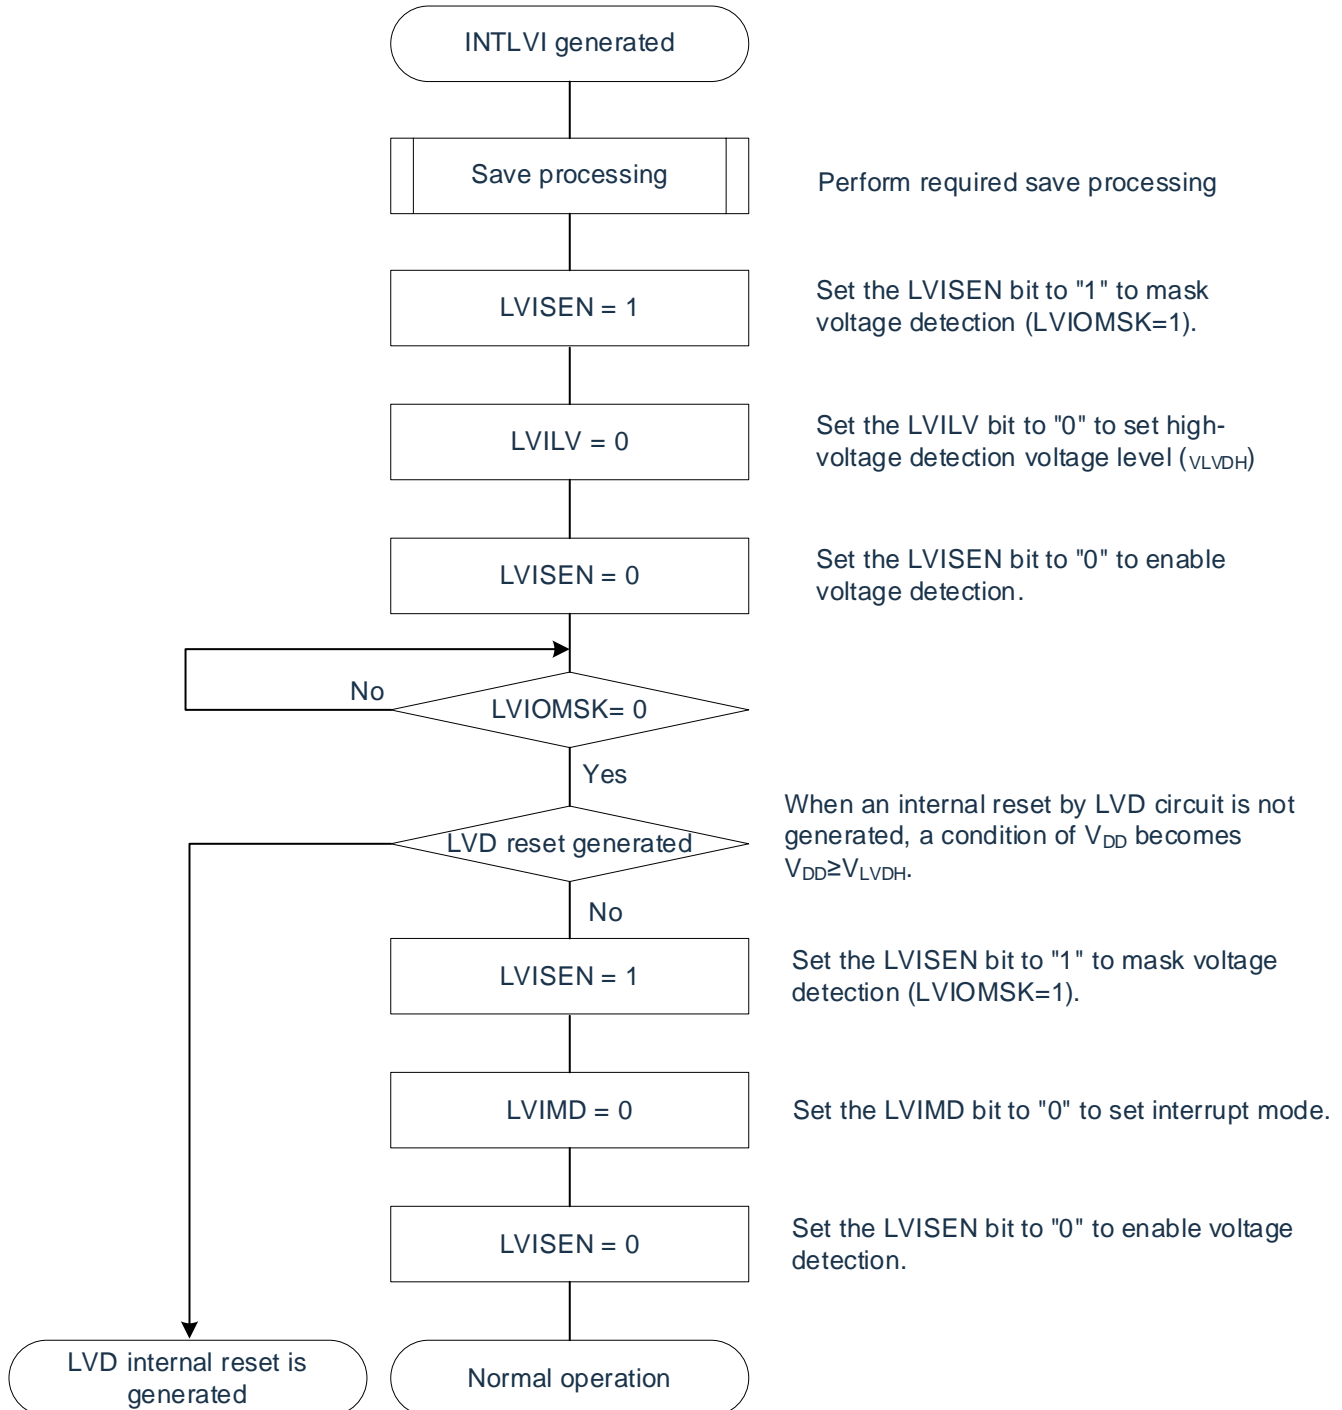 INTLVI generated
Save processing
Perform required save processing
LVISEN = 1
Set the LVISEN bit to "1" to mask
voltage detection (LVIOMSK=1).
LVILV = 0
Set the LVILV bit to "0" to set high-
voltage detection voltage level (VLVDH)
LVISEN = 0
Set the LVISEN bit to "0" to enable
voltage detection.
No
LVIOMSK= 0
Yes
LVD reset generated
When an internal reset by LVD circuit is not
generated, a condition of VDD becomes
VDD≥VLVDH.
No
LVISEN = 1
Set the LVISEN bit to "1" to mask voltage
detection (LVIOMSK=1).
LVIMD = 0
Set the LVIMD bit to "0" to set interrupt mode.
LVISEN = 0
Set the LVISEN bit to "0" to enable voltage
detection.
LVD internal reset is
generated
Normal operation